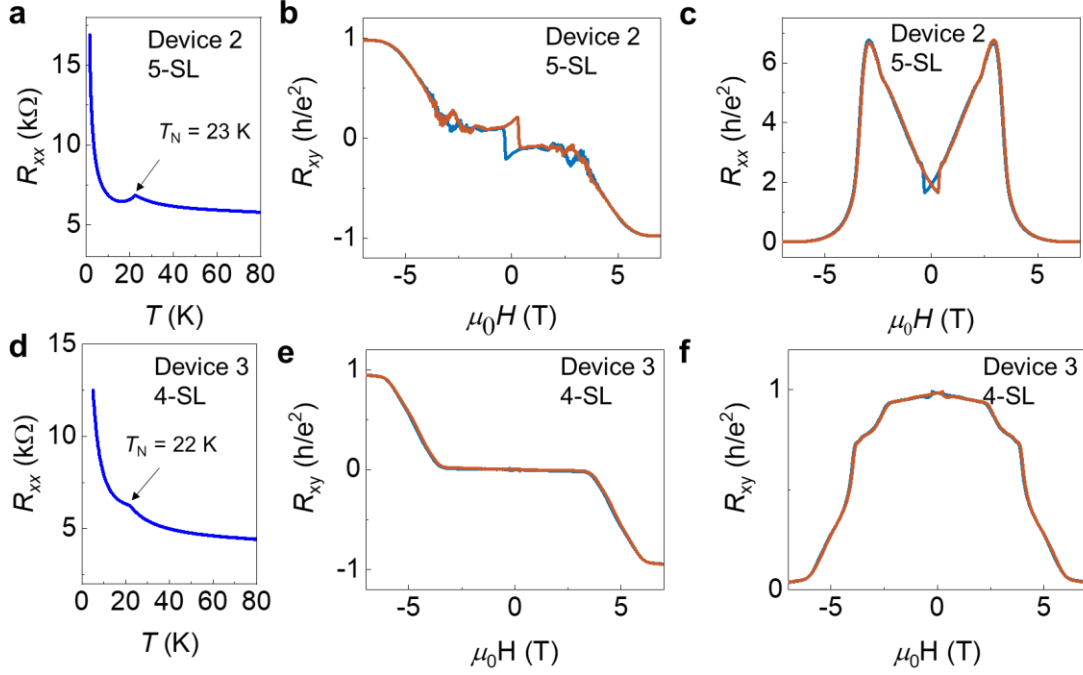 a
Device 2
5-SL
T_N = 23 K
R_xx (kΩ)
15
10
5
0 20 40 60 80
T (K)
b
Device 2
5-SL
R_xy (h/e²)
1
0
-1
-5 0 5
μ₀H (T)
c
Device 2
5-SL
R_xx (h/e²)
6
4
2
0
-5 0 5
μ₀H (T)
d
Device 3
4-SL
T_N = 22 K
R_xx (kΩ)
15
10
5
0 20 40 60 80
T (K)
e
Device 3
4-SL
R_xy (h/e²)
1
0
-1
-5 0 5
μ₀H (T)
f
Device 3
4-SL
R_xy (h/e²)
1
0
-5 0 5
μ₀H (T)